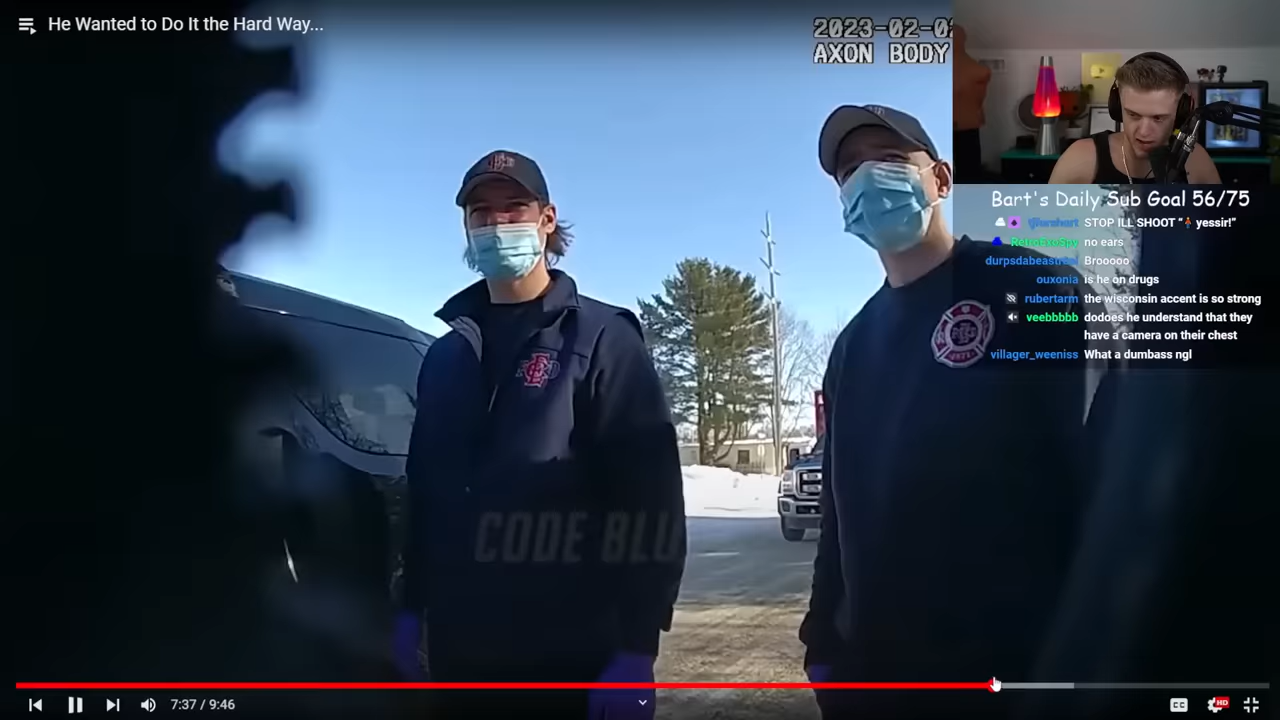 He Wanted to Do It the Hard Way...
2023-02-0
AXON BODY
Bart's Daily Sub Goal 56/75
STOP ILL SHOOT “ yessir!”
RetroExeSpy no ears
Brooooo
ouxonia is he on drugs
rubertarm the wisconsin accent is so strong
veebbbbb dodoes he understand that they
have a camera on their chest
villager_weeniss What a dumbass ngl
CODE BLU
7:37 / 9:46
CC
HD